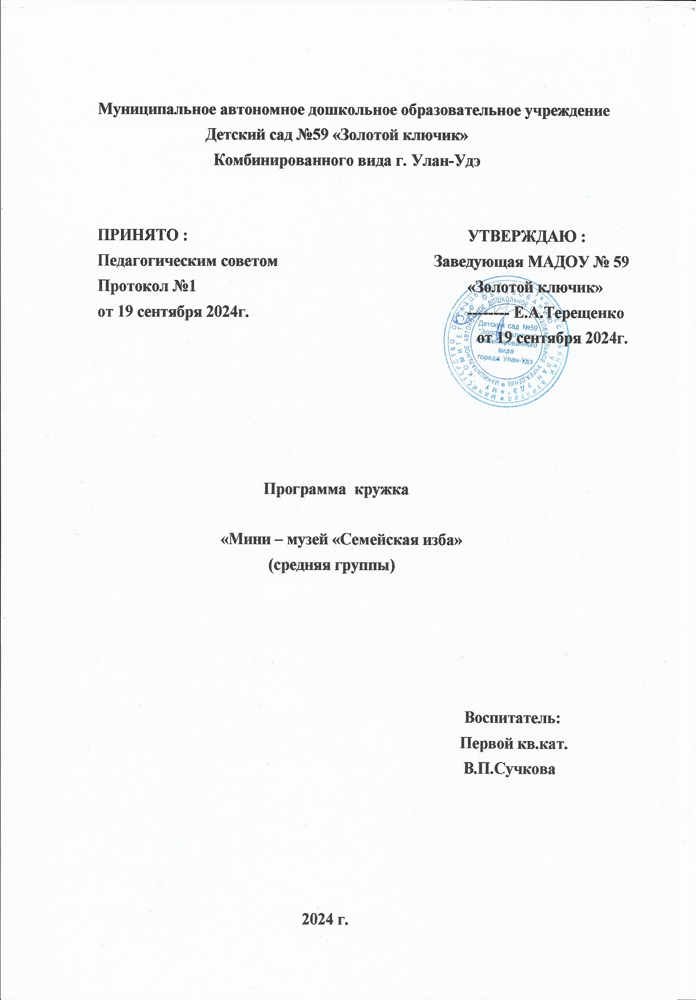 Муниципальное автономное дошкольное образовательное учреждение
Детский сад №59 «Золотой ключик»
Комбинированного вида г. Улан-Удэ
ПРИНЯТО :
Педагогическим советом
Протокол №1
от 19 сентября 2024г.
УТВЕРЖДАЮ :
Заведующая МАДОУ № 59
«Золотой ключик»
-------- Е.А.Терещенко
от 19 сентября 2024г.
Детский сад №59
"Золотой ключик"
комбинированного
вида
города Улан-Удэ
Программа кружка
«Мини – музей «Семейская изба»
(средняя группы)
Воспитатель:
Первой кв.кат.
В.П.Сучкова
2024 г.